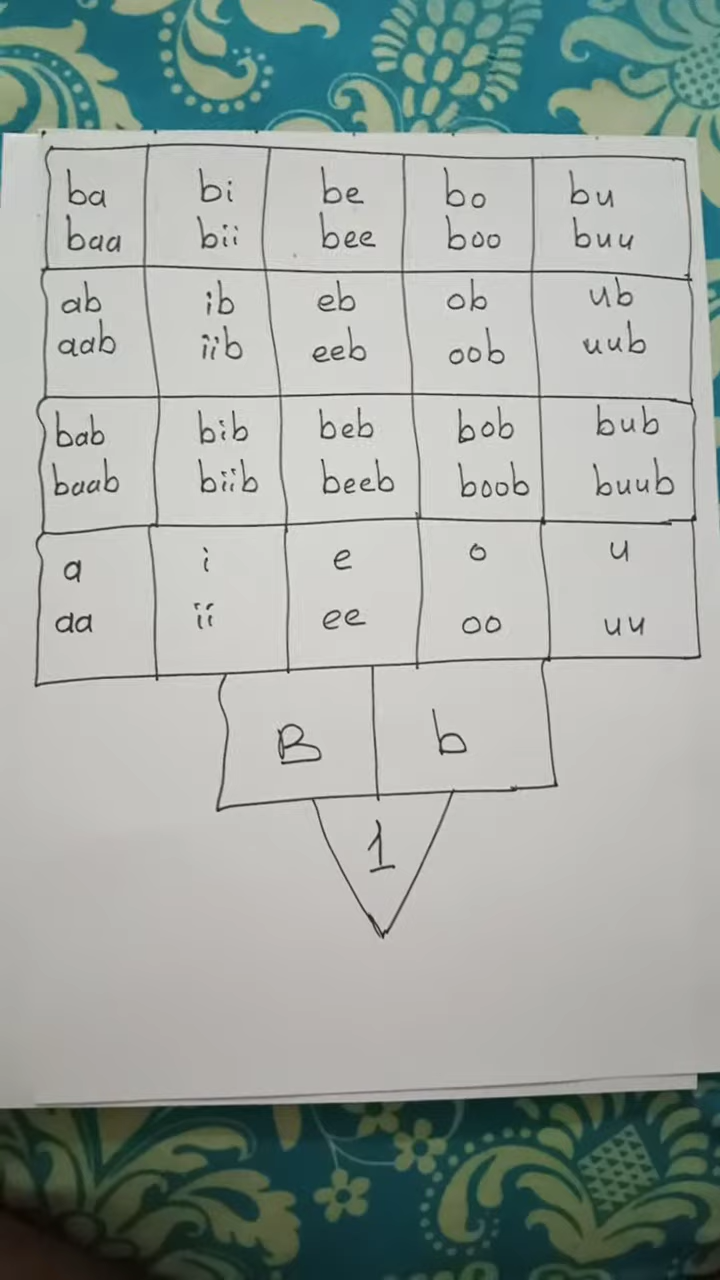 ba bi be bo bu
baa bii bee boo buu
ab ib eb ob ub
aab iib eeb oob uub
bab bib beb bob bub
baab biib beeb boob buub
a i e o u
aa ii ee oo uu
B b
1